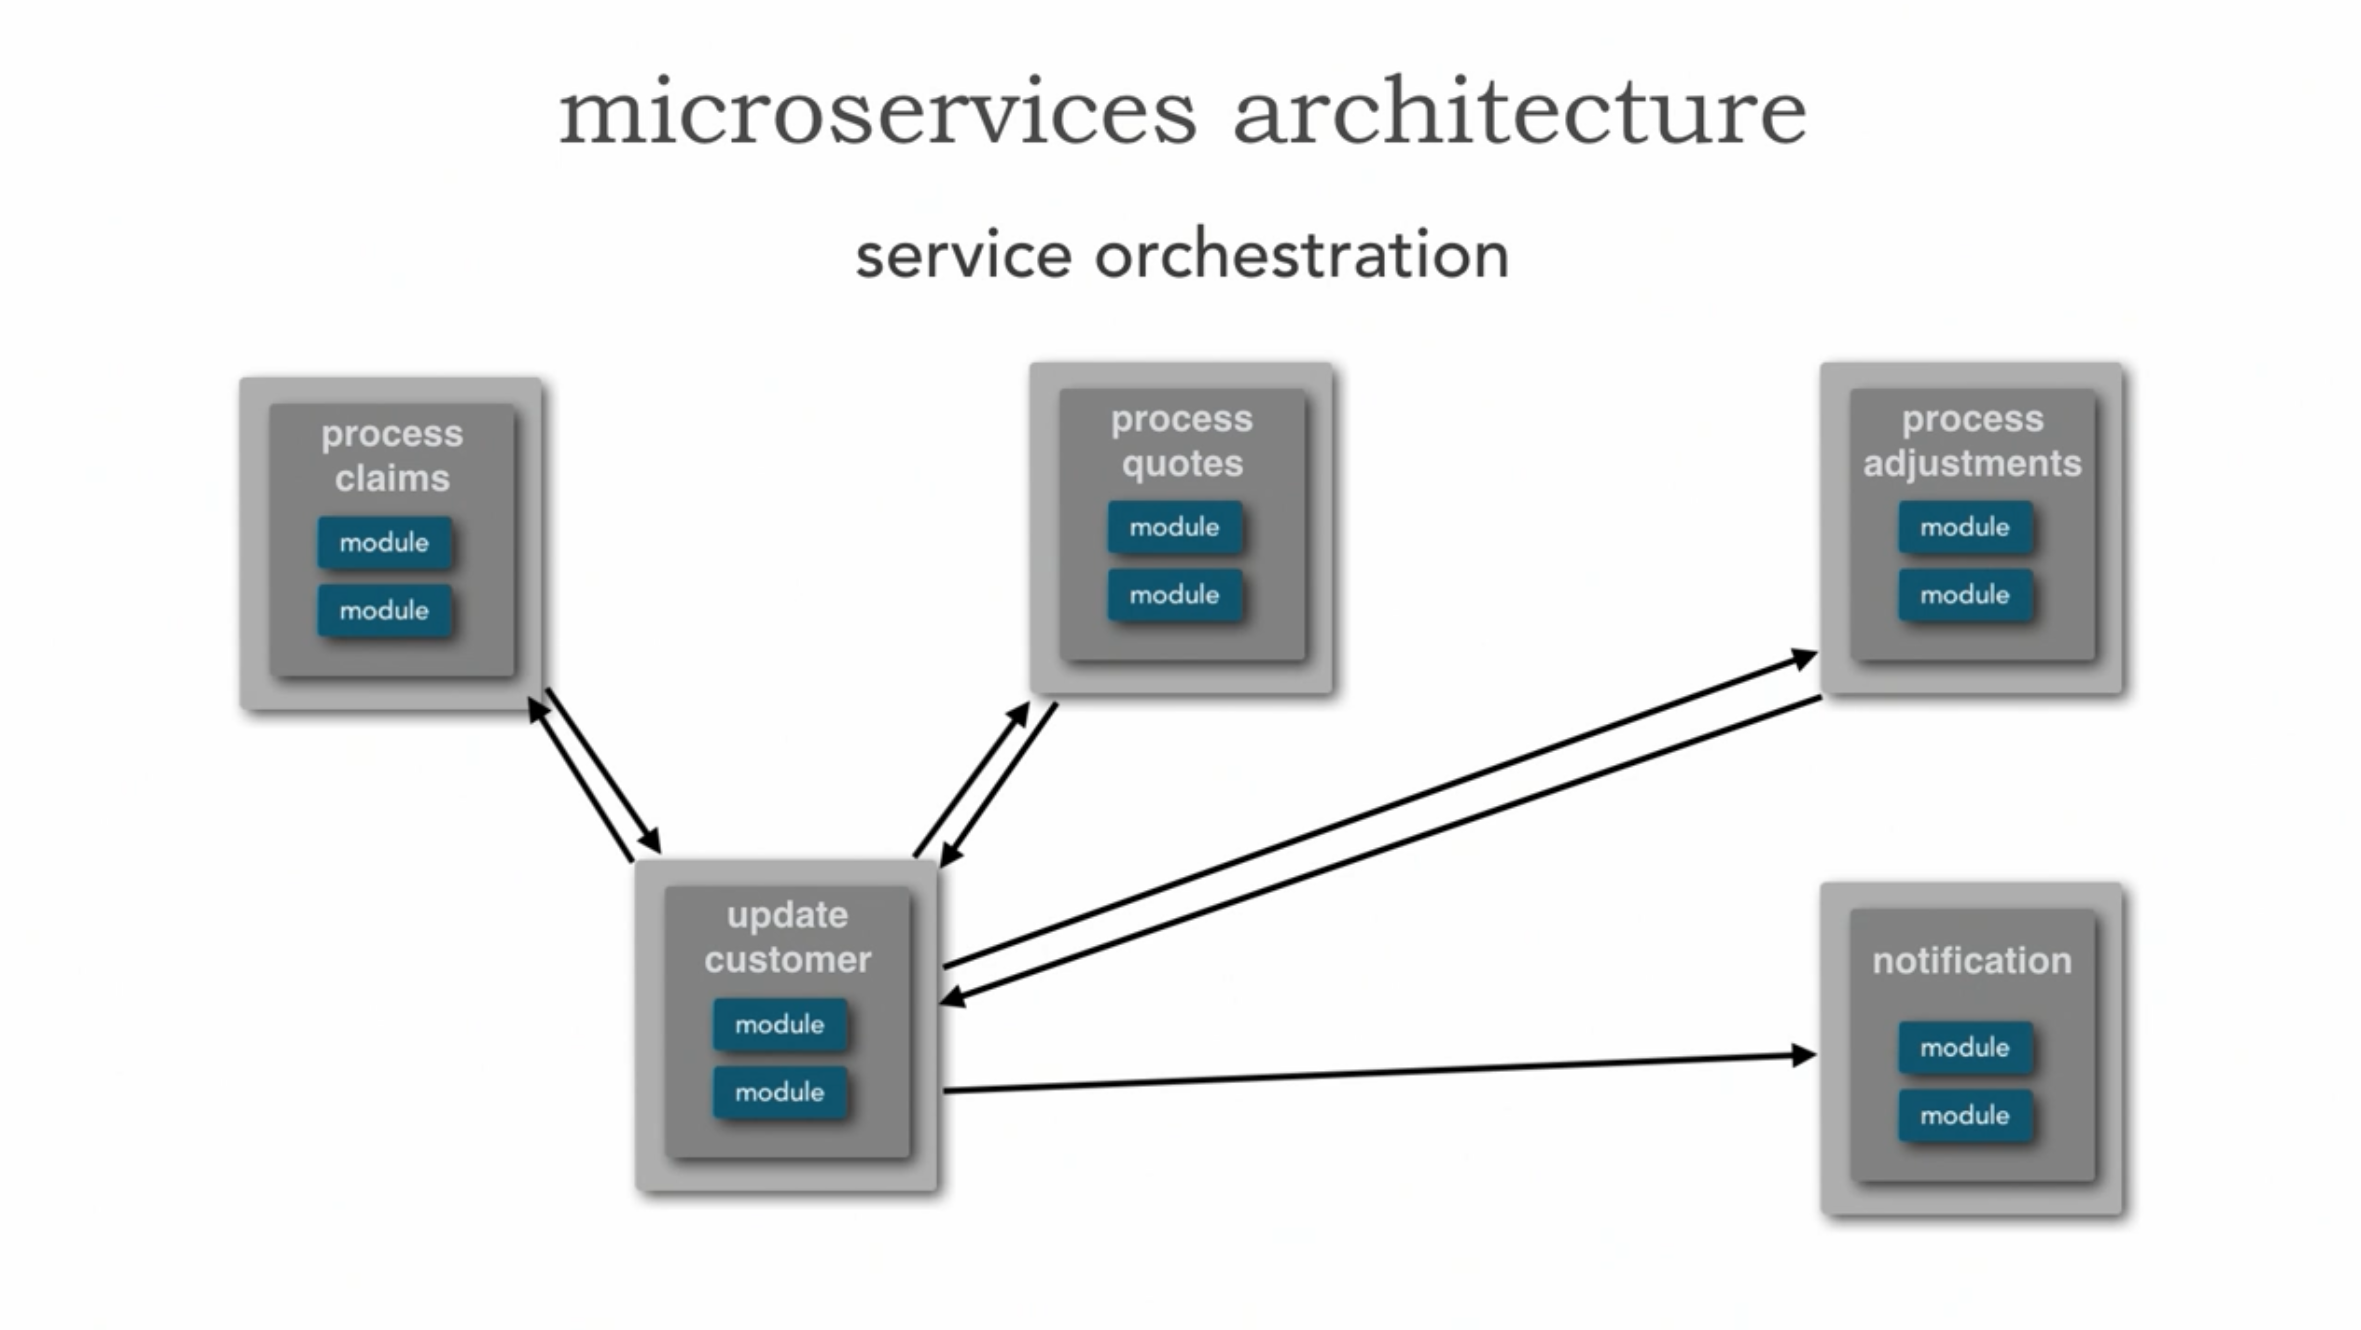 microservices architecture
service orchestration
process
claims
module
module
process
quotes
module
module
process
adjustments
module
module
update
customer
module
module
notification
module
module